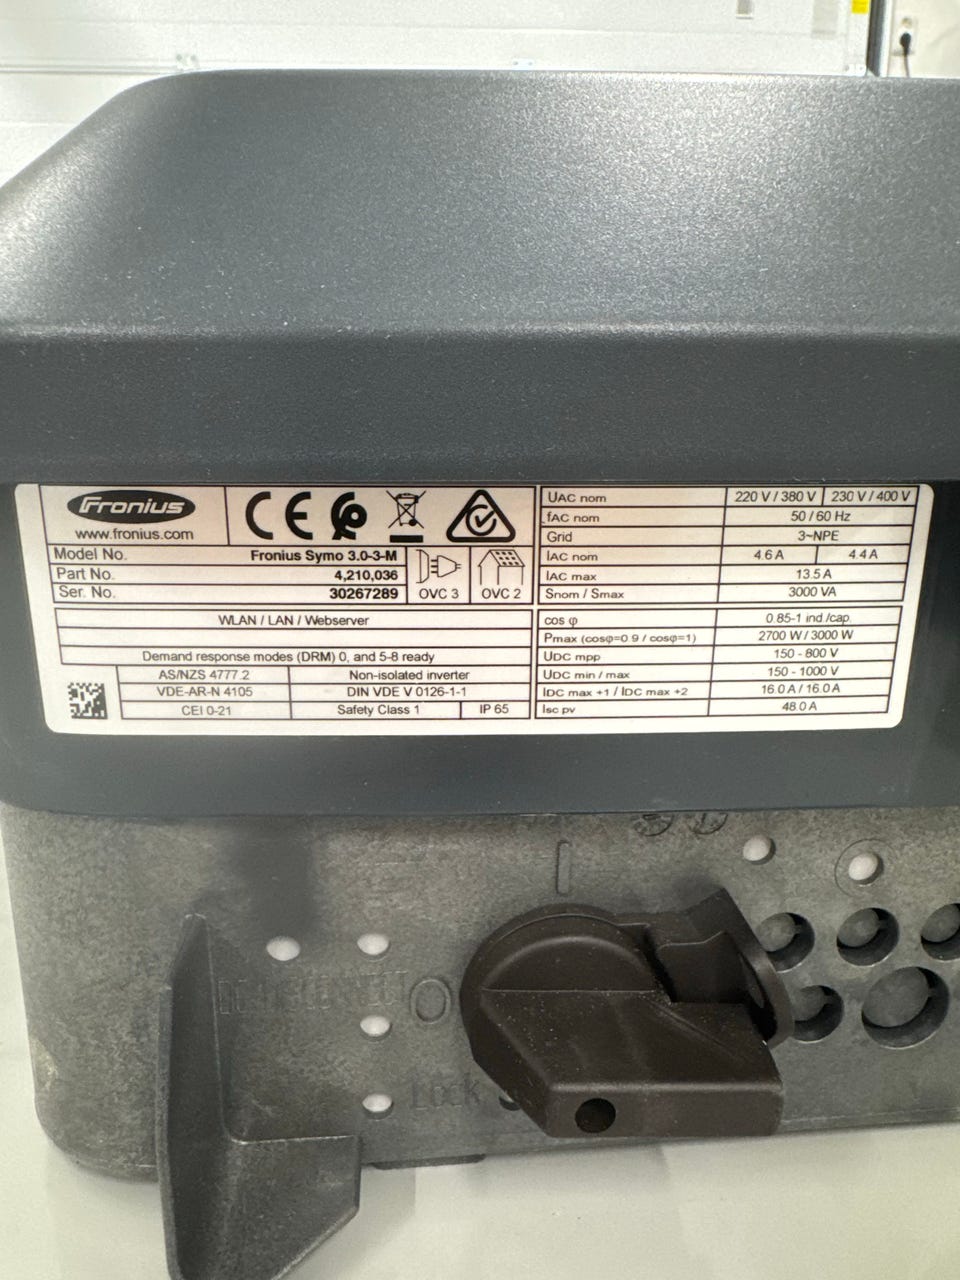 Fronius
www.fronius.com
CE
Model No. Fronius Symo 3.0-3-M
Part No. 4,210,036
Ser. No. 30267289
OVC 3 OVC 2
WLAN / LAN / Webserver
Demand response modes (DRM) 0, and 5-8 ready
AS/NZS 4777.2 Non-isolated inverter
VDE-AR-N 4105 DIN VDE V 0126-1-1
CEI 0-21 Safety Class 1 IP 65
UAC nom 220 V / 380 V 230 V / 400 V
fAC nom 50 / 60 Hz
Grid 3~NPE
IAC nom 4.6 A 4.4 A
IAC max 13.5 A
Snom / Smax 3000 VA
cos φ 0.85-1 ind./cap.
Pmax (cosφ=0.9 / cosφ=1) 2700 W / 3000 W
UDC mpp 150 - 800 V
UDC min / max 150 - 1000 V
IDC max +1 / IDC max +2 16.0 A / 16.0 A
Isc pv 48.0 A
I
DC DISCONNECT O
Lock